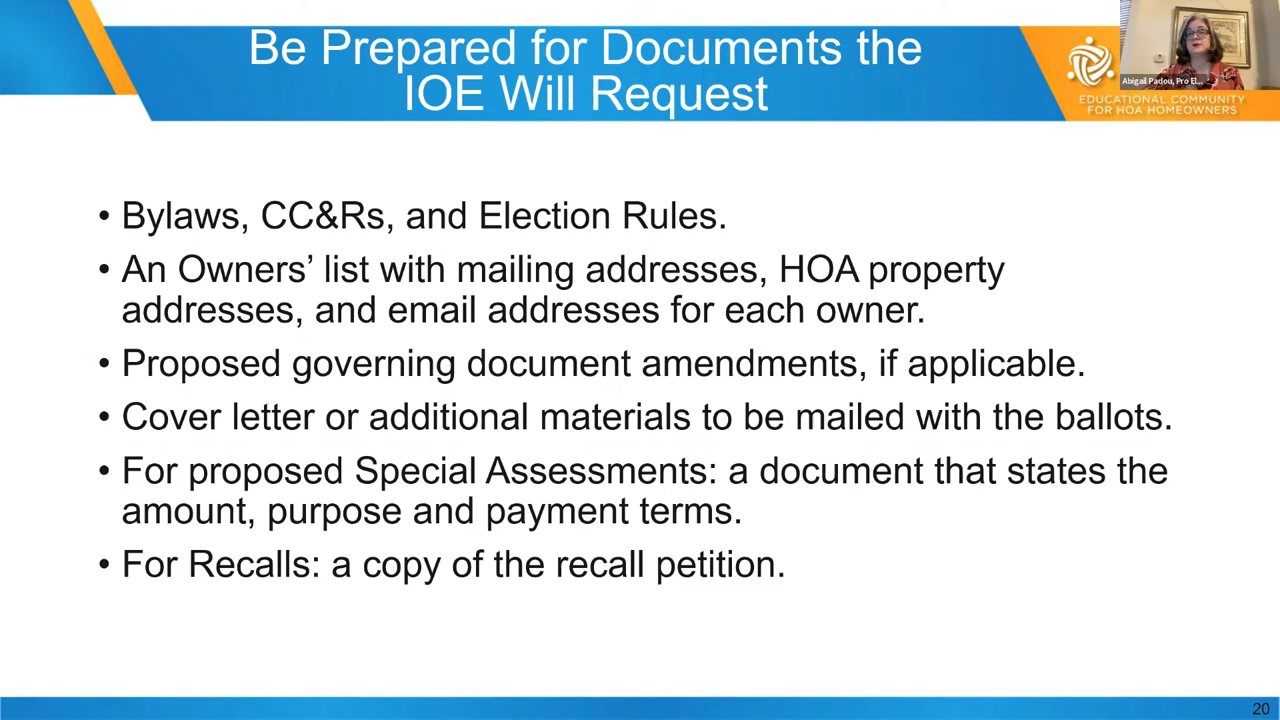 Be Prepared for Documents the
IOE Will Request
Abigail Padou, Pro El...
EDUCATIONAL COMMUNITY
FOR HOA HOMEOWNERS
• Bylaws, CC&Rs, and Election Rules.
• An Owners’ list with mailing addresses, HOA property
addresses, and email addresses for each owner.
• Proposed governing document amendments, if applicable.
• Cover letter or additional materials to be mailed with the ballots.
• For proposed Special Assessments: a document that states the
amount, purpose and payment terms.
• For Recalls: a copy of the recall petition.
20